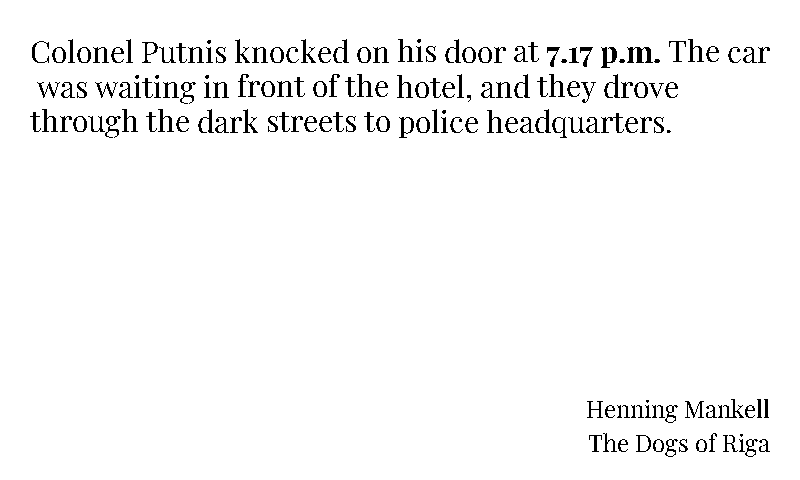 Colonel Putnis knocked on his door at 7.17 p.m. The car
was waiting in front of the hotel, and they drove
through the dark streets to police headquarters.
Henning Mankell
The Dogs of Riga